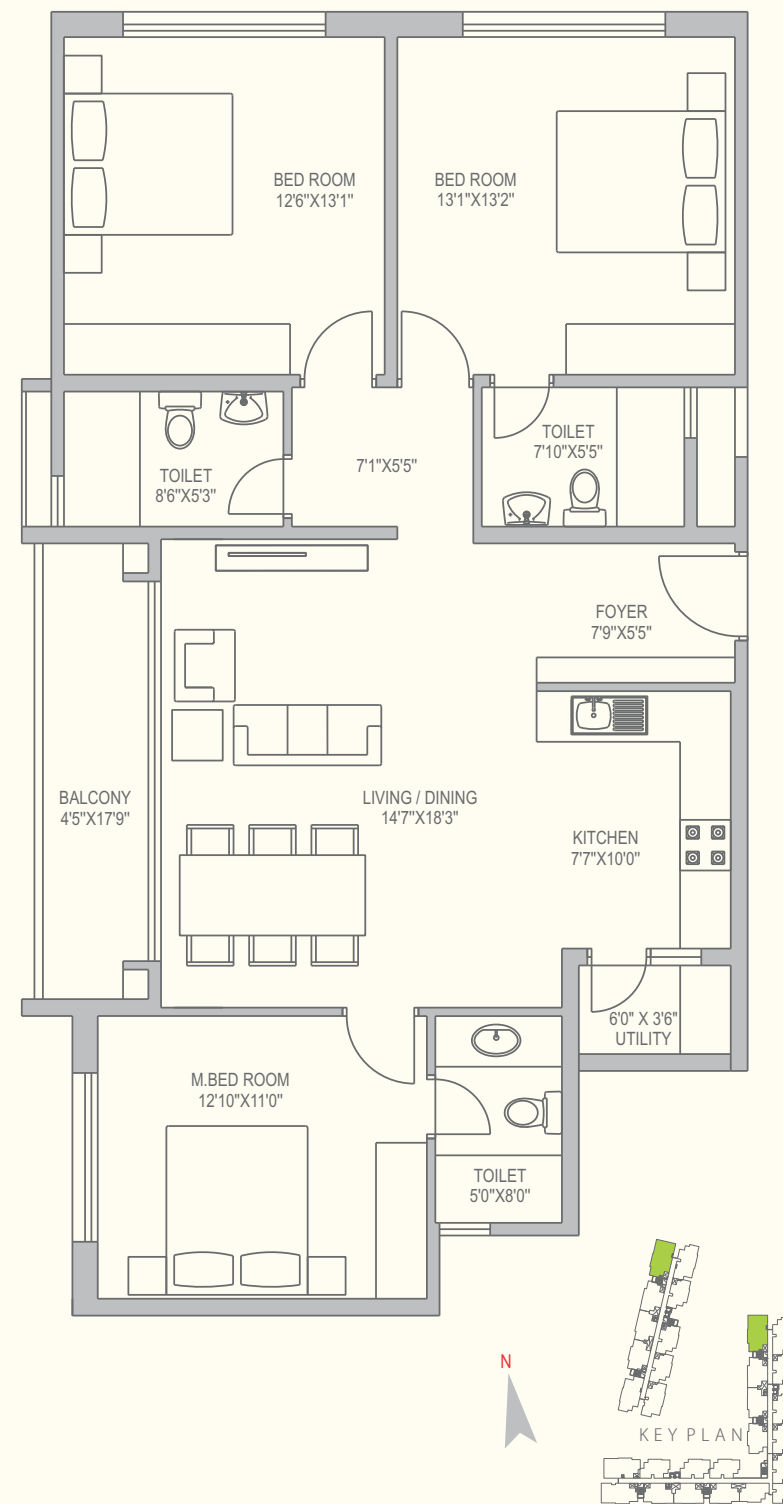 BED ROOM
12'6"X13'1"
BED ROOM
13'1"X13'2"
TOILET
8'6"X5'3"
7'1"X5'5"
TOILET
7'10"X5'5"
FOYER
7'9"X5'5"
BALCONY
4'5"X17'9"
LIVING / DINING
14'7"X18'3"
KITCHEN
7'7"X10'0"
6'0" X 3'6"
UTILITY
M.BED ROOM
12'10"X11'0"
TOILET
5'0"X8'0"
N
KEY PLAN